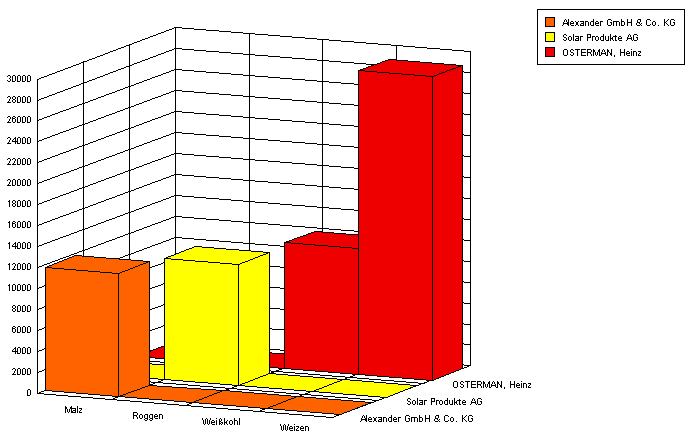 Alexander GmbH & Co. KG
Solar Produkte AG
OSTERMAN, Heinz
30000
28000
26000
24000
22000
20000
18000
16000
14000
12000
10000
8000
6000
4000
2000
0
OSTERMAN, Heinz
Solar Produkte AG
Alexander GmbH & Co. KG
Malz
Roggen
Weißkohl
Weizen